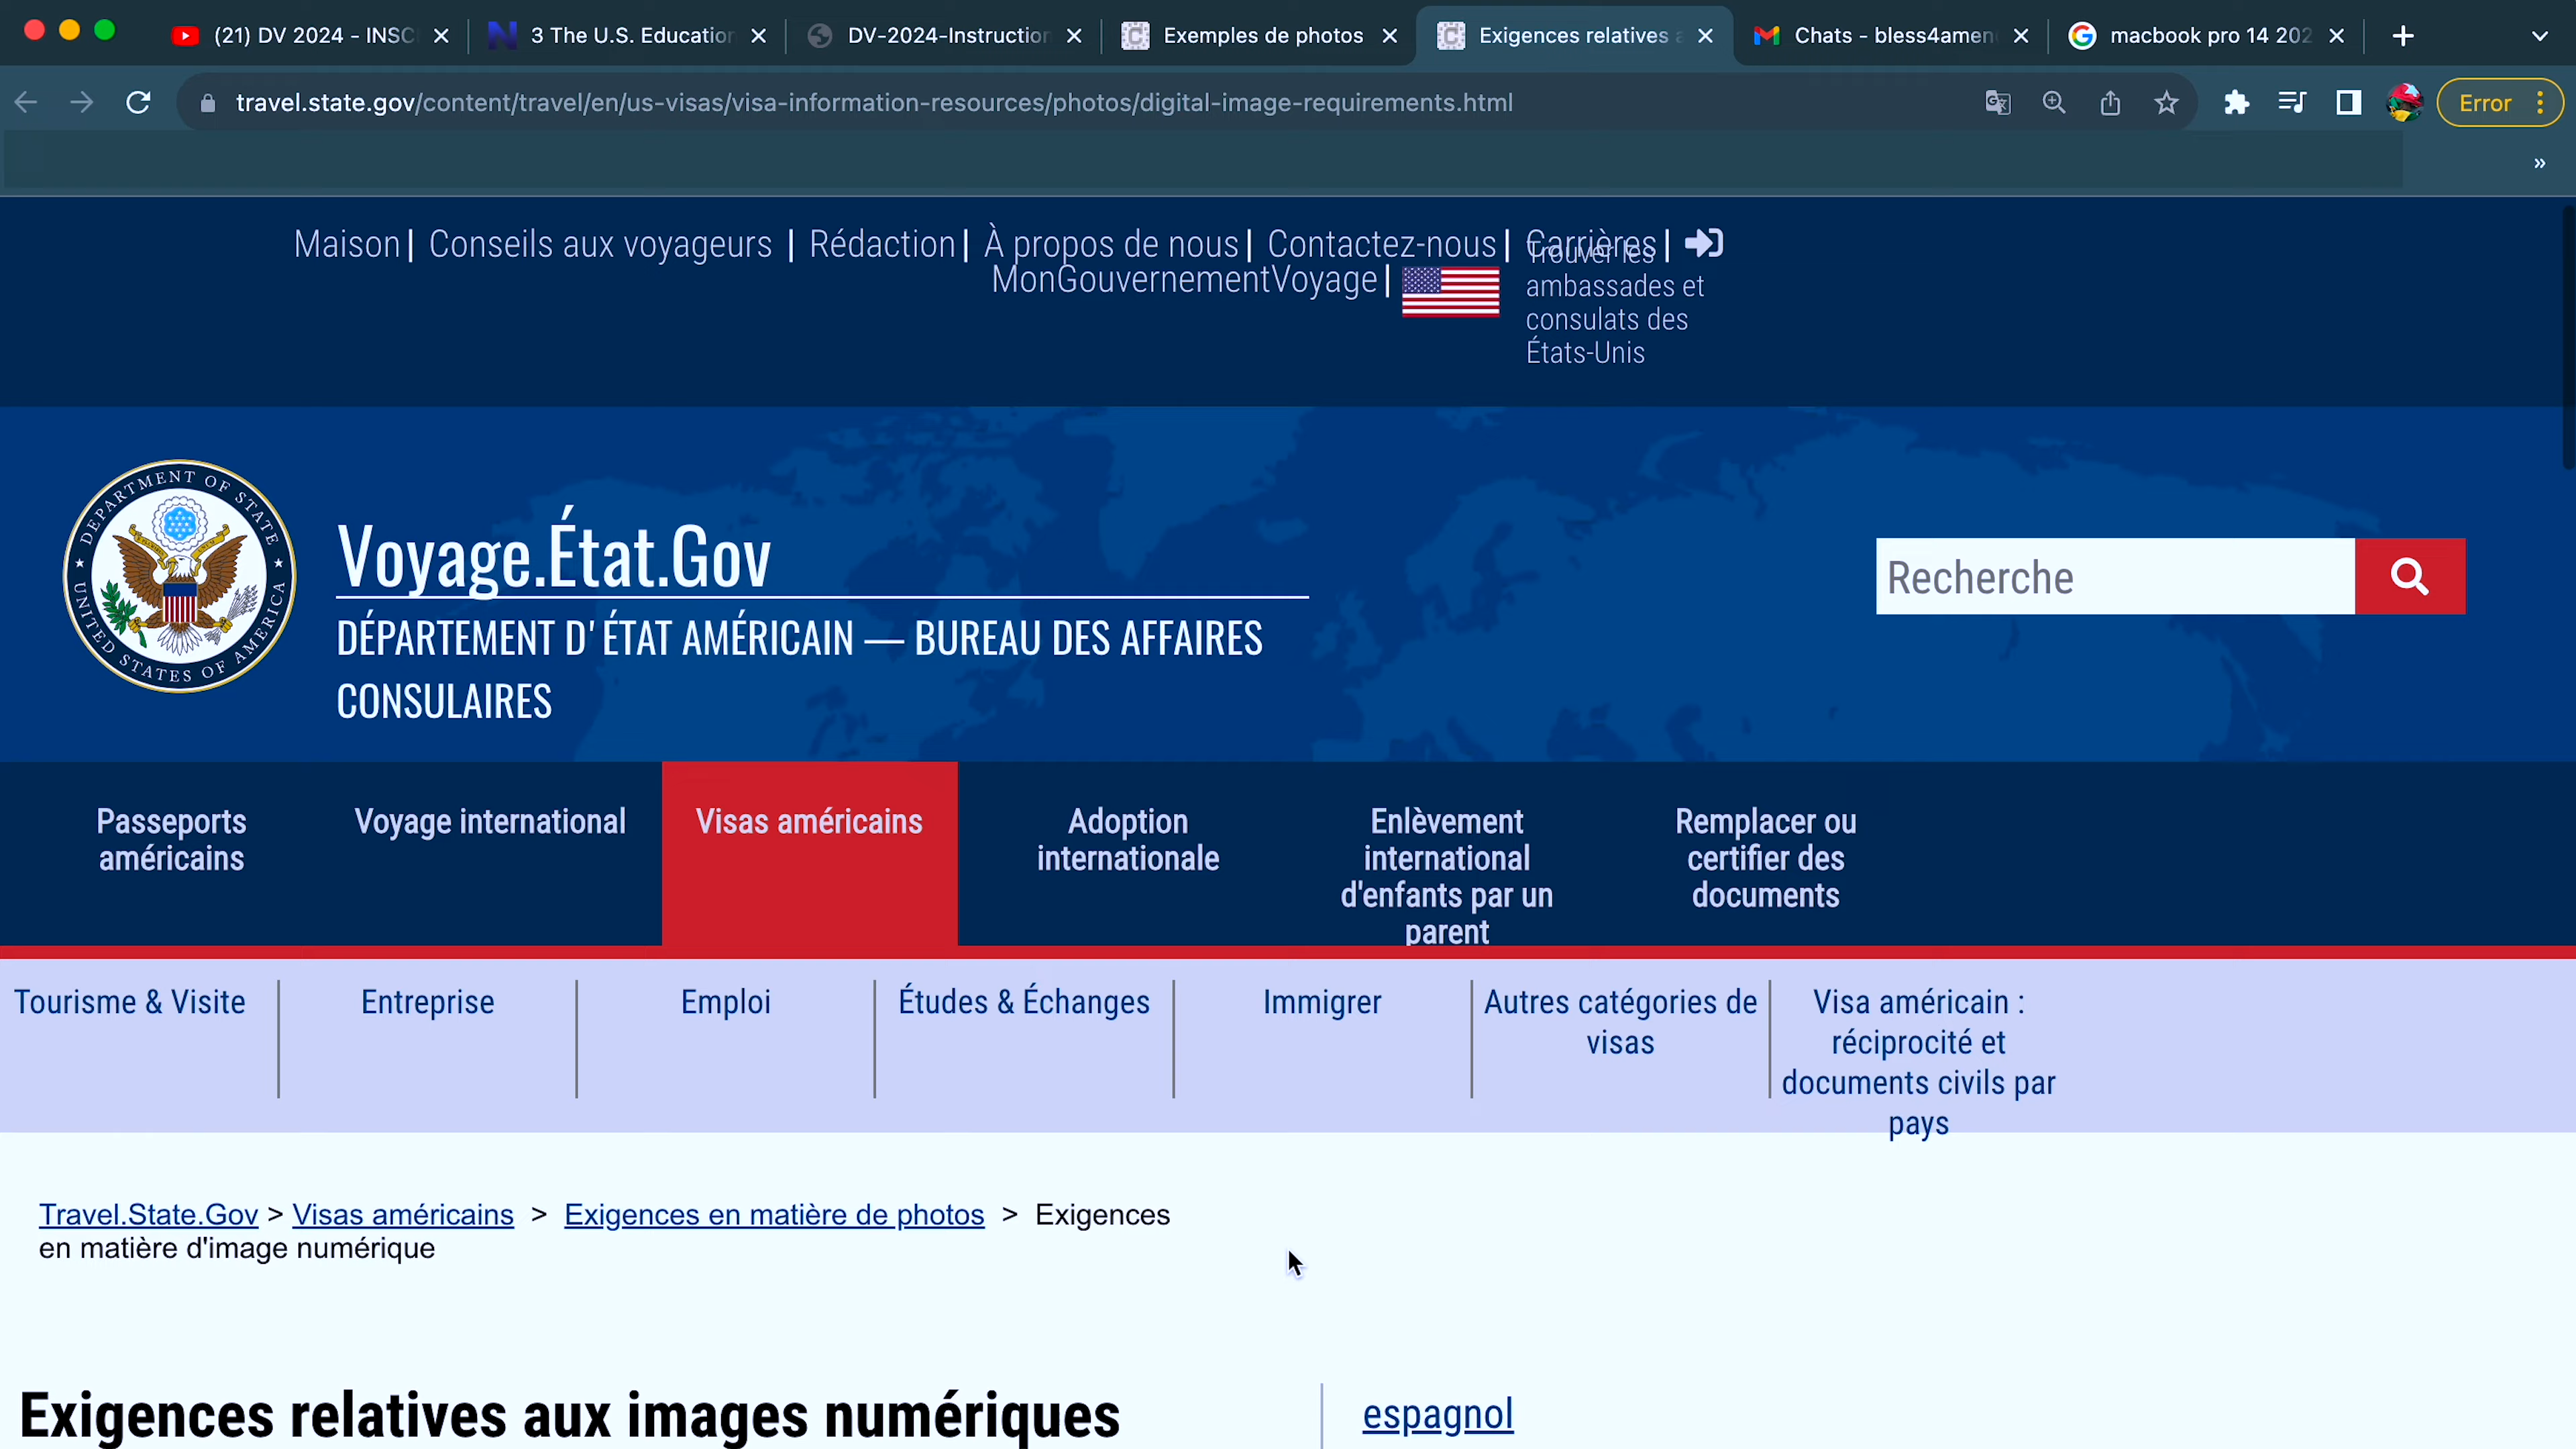 (21) DV 2024 - INSC
3 The U.S. Education
DV-2024-Instruction
Exemples de photos
Exigences relatives a
Chats - bless4amen
macbook pro 14 202
travel.state.gov/content/travel/en/us-visas/visa-information-resources/photos/digital-image-requirements.html
Error
»
Maison | Conseils aux voyageurs | Rédaction | À propos de nous | Contactez-nous | Carrières |
MonGouvernementVoyage |
Trouver les
ambassades et
consulats des
États-Unis
DEPARTMENT OF STATE
UNITED STATES OF AMERICA
Voyage.État.Gov
DÉPARTEMENT D'ÉTAT AMÉRICAIN — BUREAU DES AFFAIRES
CONSULAIRES
Recherche
Passeports
américains
Voyage international
Visas américains
Adoption
internationale
Enlèvement
international
d'enfants par un
parent
Remplacer ou
certifier des
documents
Tourisme & Visite
Entreprise
Emploi
Études & Échanges
Immigrer
Autres catégories de
visas
Visa américain :
réciprocité et
documents civils par
pays
Travel.State.Gov > Visas américains > Exigences en matière de photos > Exigences
en matière d'image numérique
Exigences relatives aux images numériques
espagnol